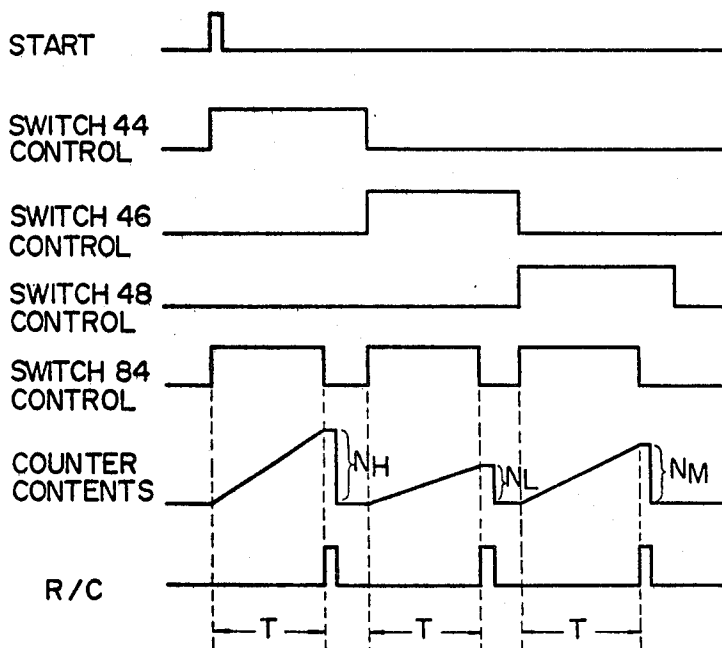 START
SWITCH 44
CONTROL
SWITCH 46
CONTROL
SWITCH 48
CONTROL
SWITCH 84
CONTROL
COUNTER
CONTENTS
NH
NL
NM
R/C
T
T
T